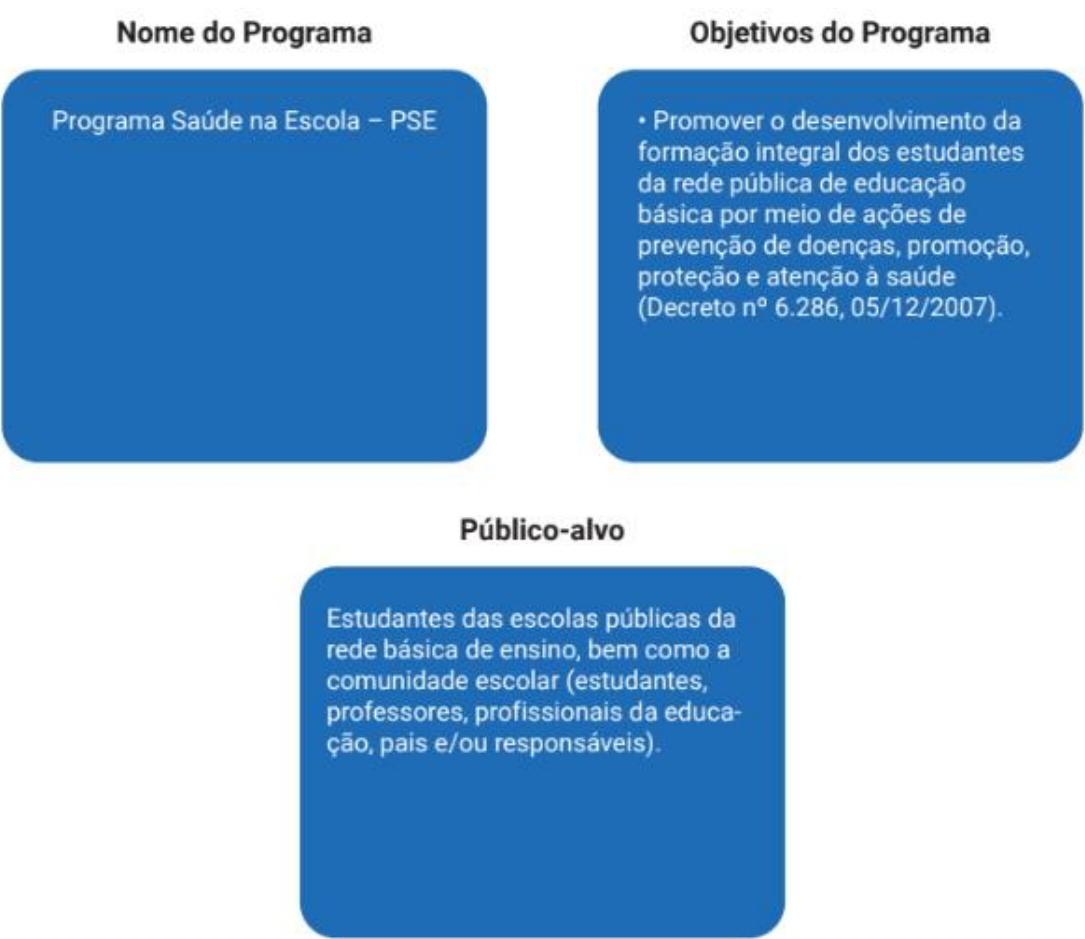 Nome do Programa
Programa Saúde na Escola – PSE
Objetivos do Programa
• Promover o desenvolvimento da
formação integral dos estudantes
da rede pública de educação
básica por meio de ações de
prevenção de doenças, promoção,
proteção e atenção à saúde
(Decreto nº 6.286, 05/12/2007).
Público-alvo
Estudantes das escolas públicas da
rede básica de ensino, bem como a
comunidade escolar (estudantes,
professores, profissionais da educa-
ção, pais e/ou responsáveis).